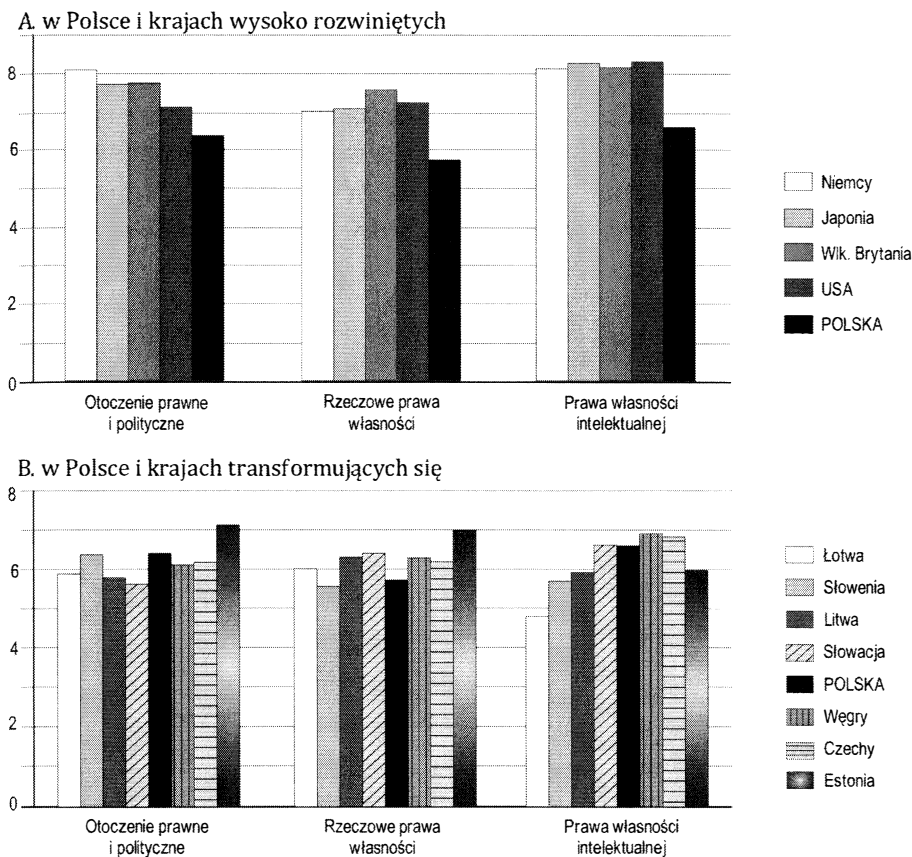 A. w Polsce i krajach wysoko rozwiniętych
8
6
4
2
0
Otoczenie prawne
i polityczne
Rzeczowe prawa
własności
Prawa własności
intelektualnej
Niemcy
Japonia
Wlk. Brytania
USA
POLSKA
B. w Polsce i krajach transformujących się
8
6
4
2
0
Otoczenie prawne
i polityczne
Rzeczowe prawa
własności
Prawa własności
intelektualnej
Łotwa
Słowenia
Litwa
Słowacja
POLSKA
Węgry
Czechy
Estonia